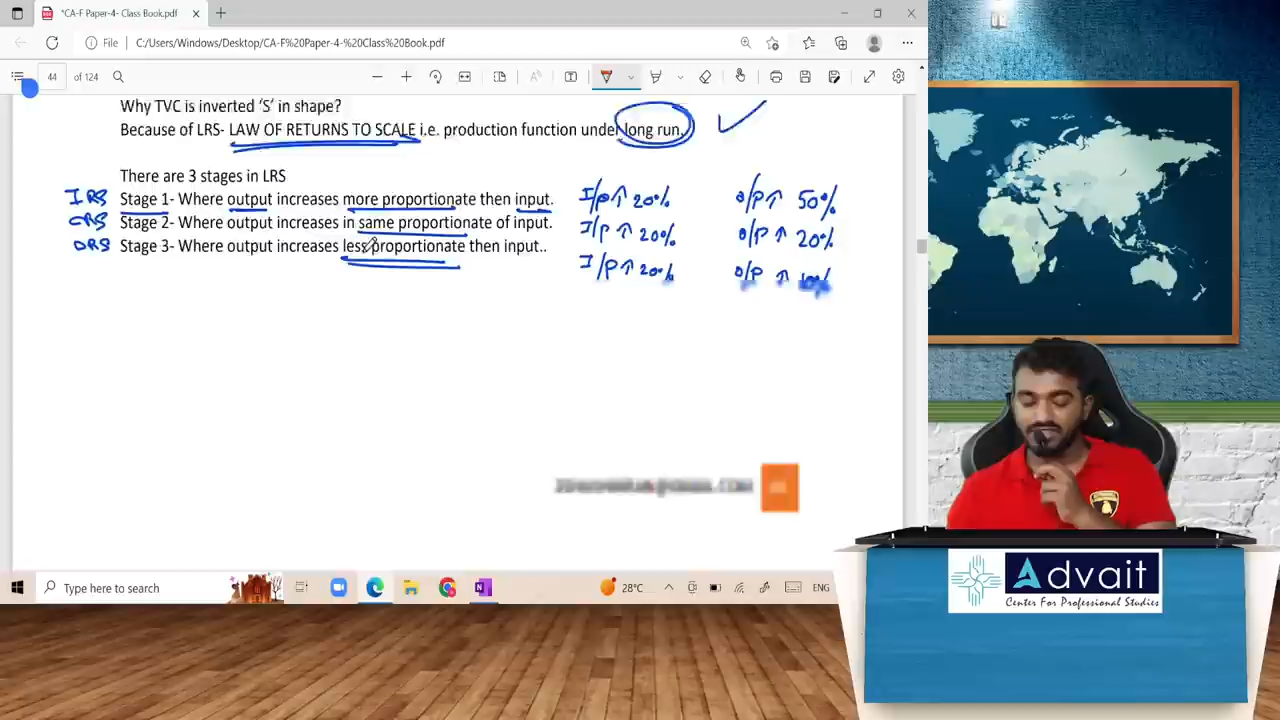 *CA-F Paper-4- Class Book.pdf
File C:/Users/Windows/Desktop/CA-F%20Paper-4-%20Class%20Book.pdf
44 of 124
Why TVC is inverted ‘S’ in shape?
Because of LRS- LAW OF RETURNS TO SCALE i.e. production function under long run.
There are 3 stages in LRS
IRS Stage 1- Where output increases more proportionate then input. I/p ↑ 20% O/p ↑ 50%
CRS Stage 2- Where output increases in same proportionate of input. I/p ↑ 20% O/p ↑ 20%
DRS Stage 3- Where output increases less proportionate then input.. I/p ↑ 20% O/p ↑
Type here to search
28°C
ENG
Advait
Center For Professional Studies